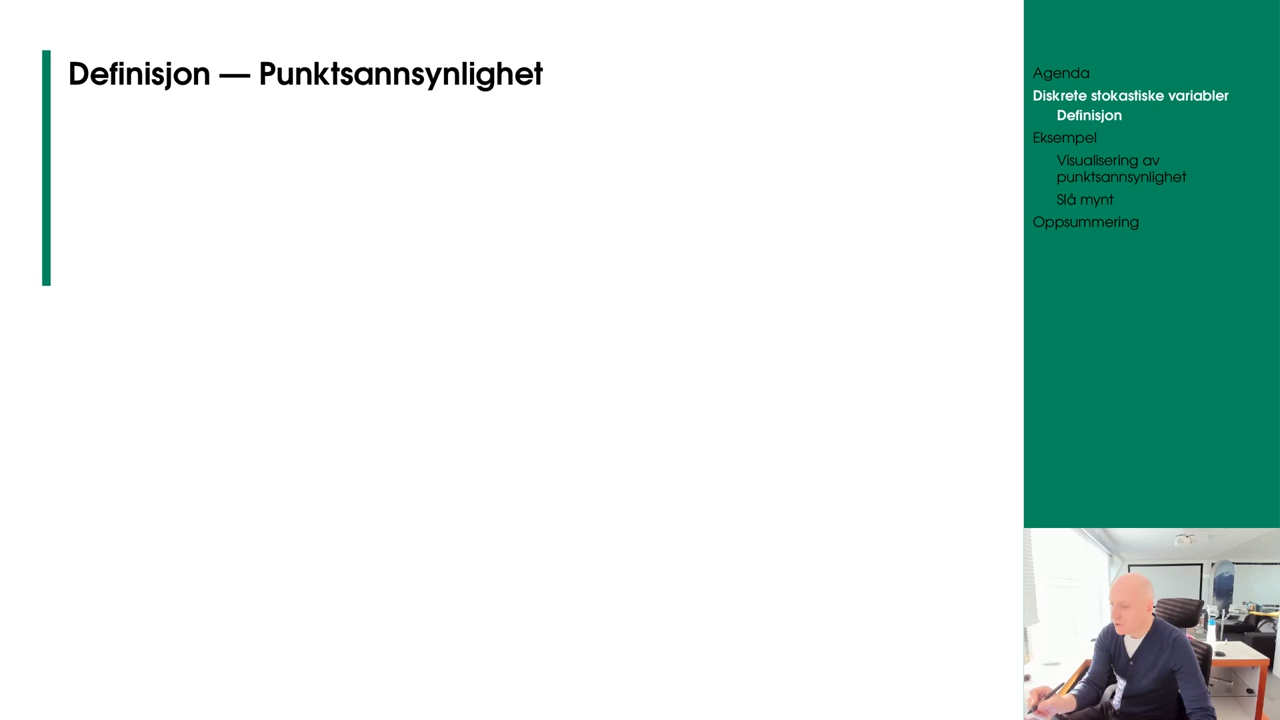 Definisjon — Punktsannsynlighet
Agenda
Diskrete stokastiske variabler
Definisjon
Eksempel
Visualisering av
punktsannsynlighet
Slå mynt
Oppsummering